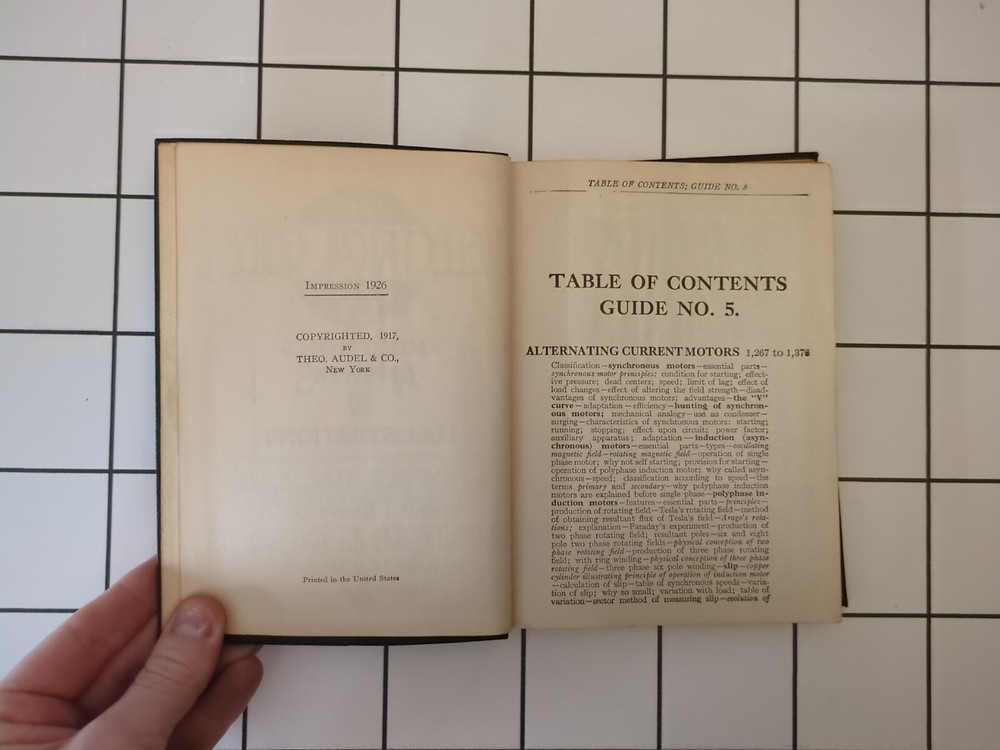 IMPRESSION 1926
COPYRIGHTED, 1917,
BY
THEO. AUDEL & CO.,
NEW YORK
Printed in the United States
TABLE OF CONTENTS; GUIDE NO. 8
TABLE OF CONTENTS
GUIDE NO. 5.
ALTERNATING CURRENT MOTORS 1,267 to 1,376
Classification—synchronous motors—essential parts—
synchronous motor principles: condition for starting; effect-
ive pressure; dead centers; speed; limit of lag; effect of
load changes—effect of altering the field strength—disad-
vantages of synchronous motors; advantages—the "V"
curve—adaptation—efficiency—hunting of synchron-
ous motors; mechanical analogy—use as condenser—
surging—characteristics of synchronous motors: starting;
running; stopping; effect upon circuit; power factor;
auxiliary apparatus; adaptation—induction (asyn-
chronous) motors—essential parts—types—oscillating
magnetic field—rotating magnetic field—operation of single
phase motor; why not self starting; provision for starting—
operation of polyphase induction motor; why called asyn-
chronous—speed; classification according to speed—the
terms primary and secondary—why polyphase induction
motors are explained before single phase—polyphase in-
duction motors—features—essential parts—principles—
production of rotating field—Tesla's rotating field—method
of obtaining resultant flux of Tesla's field—Arago's rota-
tions; explanation—Faraday's experiment—production of
two phase rotating field; resultant poles—six and eight
pole two phase rotating fields—physical conception of two
phase rotating field—production of three phase rotating
field; with ring winding—physical conception of three phase
rotating field—three phase six pole winding—slip—copper
cylinder illustrating principle of operation of induction motor
—calculation of slip—table of synchronous speeds—varia-
tion of slip; why so small; variation with load; table of
variation—sector method of measuring slip—evolution of